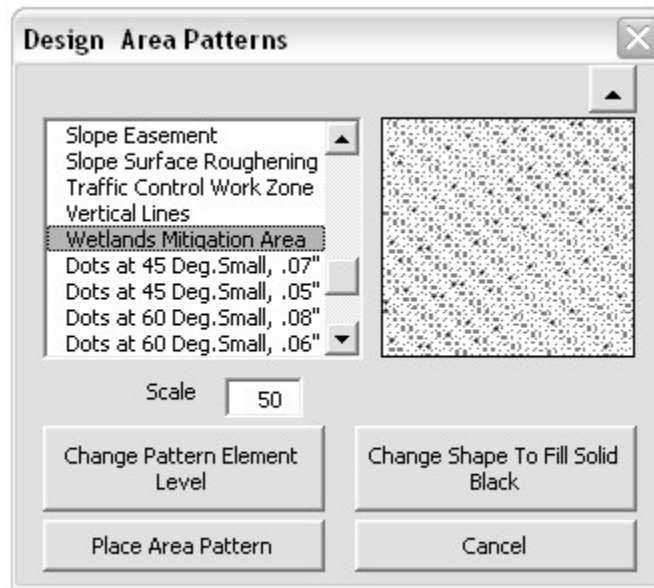 Design Area Patterns
Slope Easement
Slope Surface Roughening
Traffic Control Work Zone
Vertical Lines
Wetlands Mitigation Area
Dots at 45 Deg.Small, .07"
Dots at 45 Deg.Small, .05"
Dots at 60 Deg.Small, .08"
Dots at 60 Deg.Small, .06"
Scale 50
Change Pattern Element
Level
Change Shape To Fill Solid
Black
Place Area Pattern
Cancel